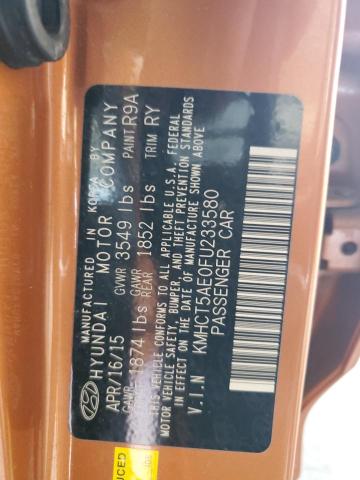 MANUFACTURED IN KOREA BY
HYUNDAI MOTOR COMPANY
APR/16/15 GVWR 3549 lbs PAINT R9A
GAWR FRONT 1874 lbs GAWR REAR 1852 lbs TRIM RY
THIS VEHICLE CONFORMS TO ALL APPLICABLE U.S.A. FEDERAL
MOTOR VEHICLE SAFETY, BUMPER, AND THEFT PREVENTION STANDARDS
IN EFFECT ON THE DATE OF MANUFACTURE SHOWN ABOVE
V.I.N KMHCT5AE0FU233580
PASSENGER CAR
UCED